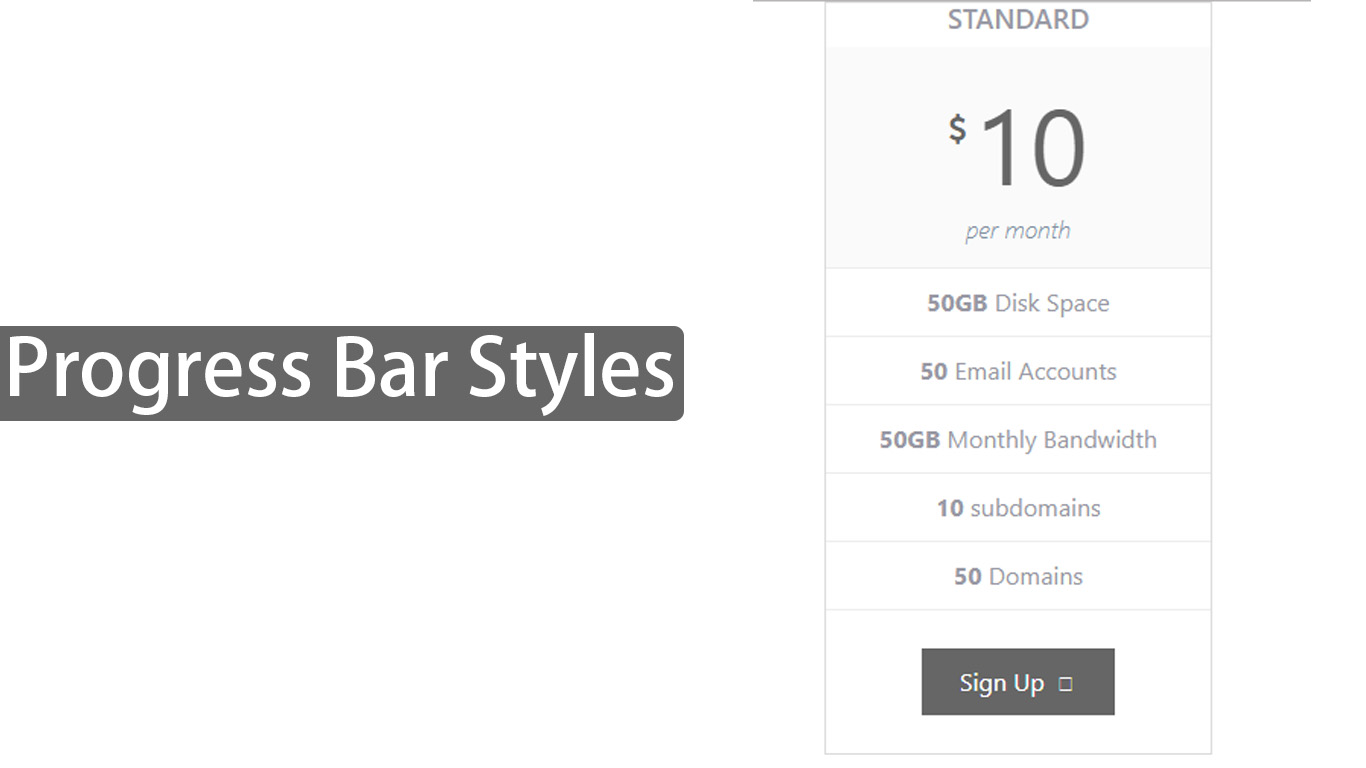 Progress Bar Styles
STANDARD
$10
per month
50GB Disk Space
50 Email Accounts
50GB Monthly Bandwidth
10 subdomains
50 Domains
Sign Up